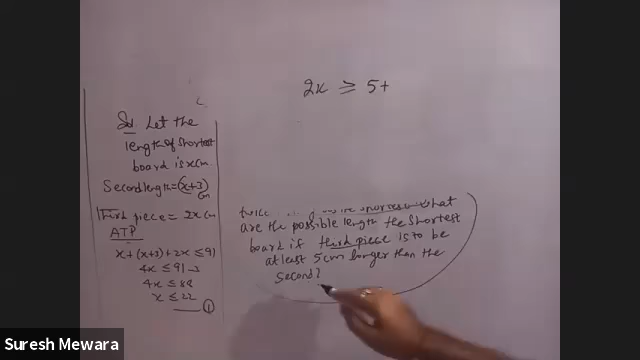 2x ≥ 5+
Sol Let the
length of shortest
board is x cm
Second length = (x+3) cm
Third piece = 2x cm
ATP
x + (x+3) + 2x ≤ 91
4x ≤ 91-3
4x ≤ 88
x ≤ 22
① 
twice shortest what
are the possible length the shortest
board if third piece is to be
atleast 5cm longer than the
second?
Suresh Mewara